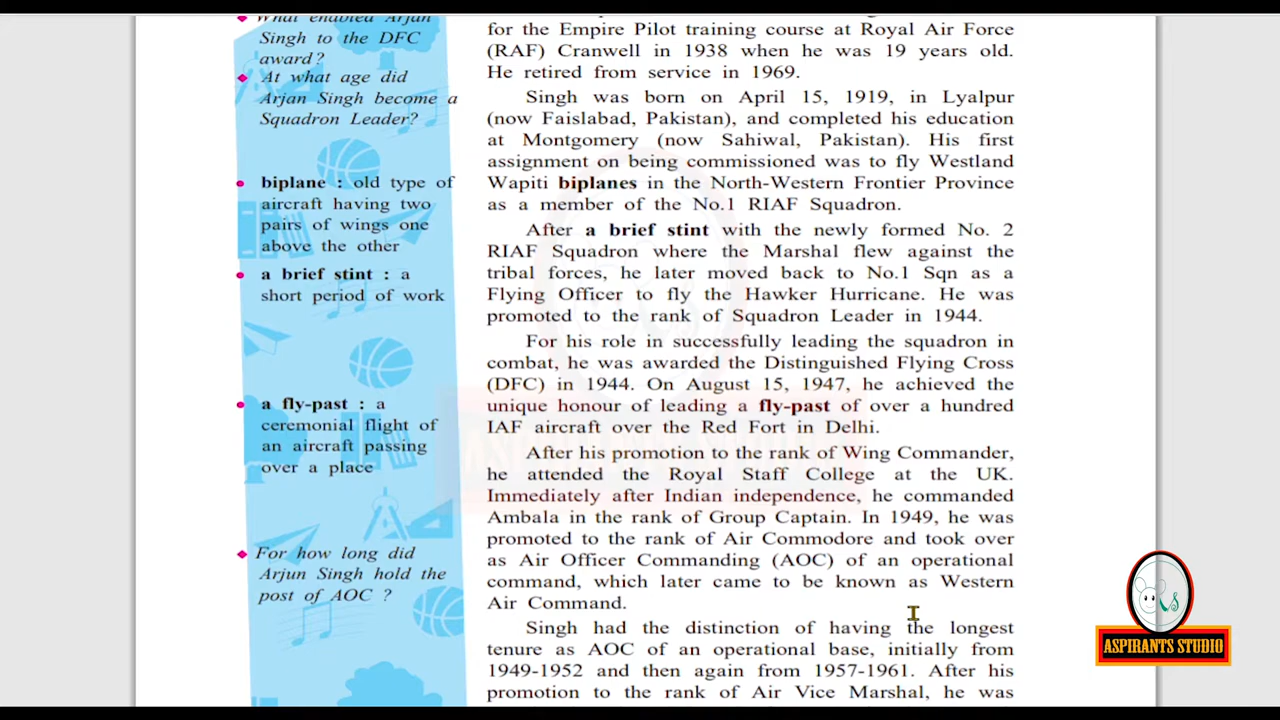 What enabled Arjan
Singh to the DFC
award?
At what age did
Arjan Singh become a
Squadron Leader?
biplane : old type of
aircraft having two
pairs of wings one
above the other
a brief stint : a
short period of work
a fly-past : a
ceremonial flight of
an aircraft passing
over a place
For how long did
Arjun Singh hold the
post of AOC ?
for the Empire Pilot training course at Royal Air Force
(RAF) Cranwell in 1938 when he was 19 years old.
He retired from service in 1969.
Singh was born on April 15, 1919, in Lyalpur
(now Faislabad, Pakistan), and completed his education
at Montgomery (now Sahiwal, Pakistan). His first
assignment on being commissioned was to fly Westland
Wapiti biplanes in the North-Western Frontier Province
as a member of the No.1 RIAF Squadron.
After a brief stint with the newly formed No. 2
RIAF Squadron where the Marshal flew against the
tribal forces, he later moved back to No.1 Sqn as a
Flying Officer to fly the Hawker Hurricane. He was
promoted to the rank of Squadron Leader in 1944.
For his role in successfully leading the squadron in
combat, he was awarded the Distinguished Flying Cross
(DFC) in 1944. On August 15, 1947, he achieved the
unique honour of leading a fly-past of over a hundred
IAF aircraft over the Red Fort in Delhi.
After his promotion to the rank of Wing Commander,
he attended the Royal Staff College at the UK.
Immediately after Indian independence, he commanded
Ambala in the rank of Group Captain. In 1949, he was
promoted to the rank of Air Commodore and took over
as Air Officer Commanding (AOC) of an operational
command, which later came to be known as Western
Air Command.
Singh had the distinction of having the longest
tenure as AOC of an operational base, initially from
1949-1952 and then again from 1957-1961. After his
promotion to the rank of Air Vice Marshal, he was
ASPIRANTS STUDIO